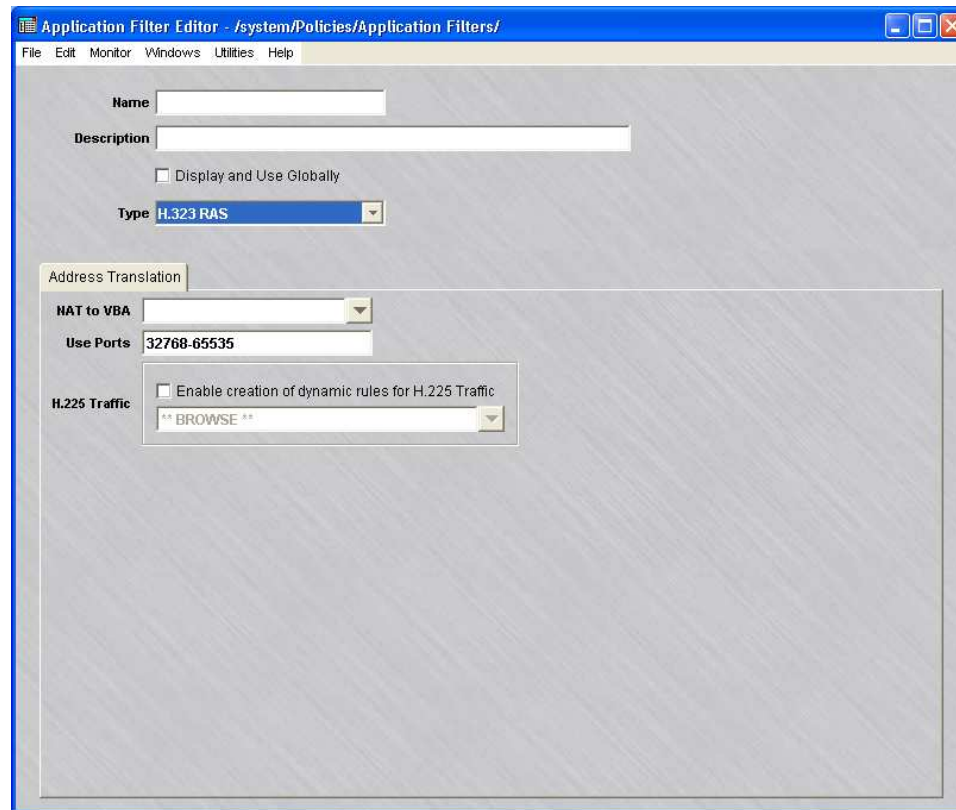 Application Filter Editor - /system/Policies/Application Filters/
File Edit Monitor Windows Utilities Help
Name
Description
Display and Use Globally
Type H.323 RAS
Address Translation
NAT to VBA
Use Ports 32768-65535
H.225 Traffic
Enable creation of dynamic rules for H.225 Traffic
** BROWSE **